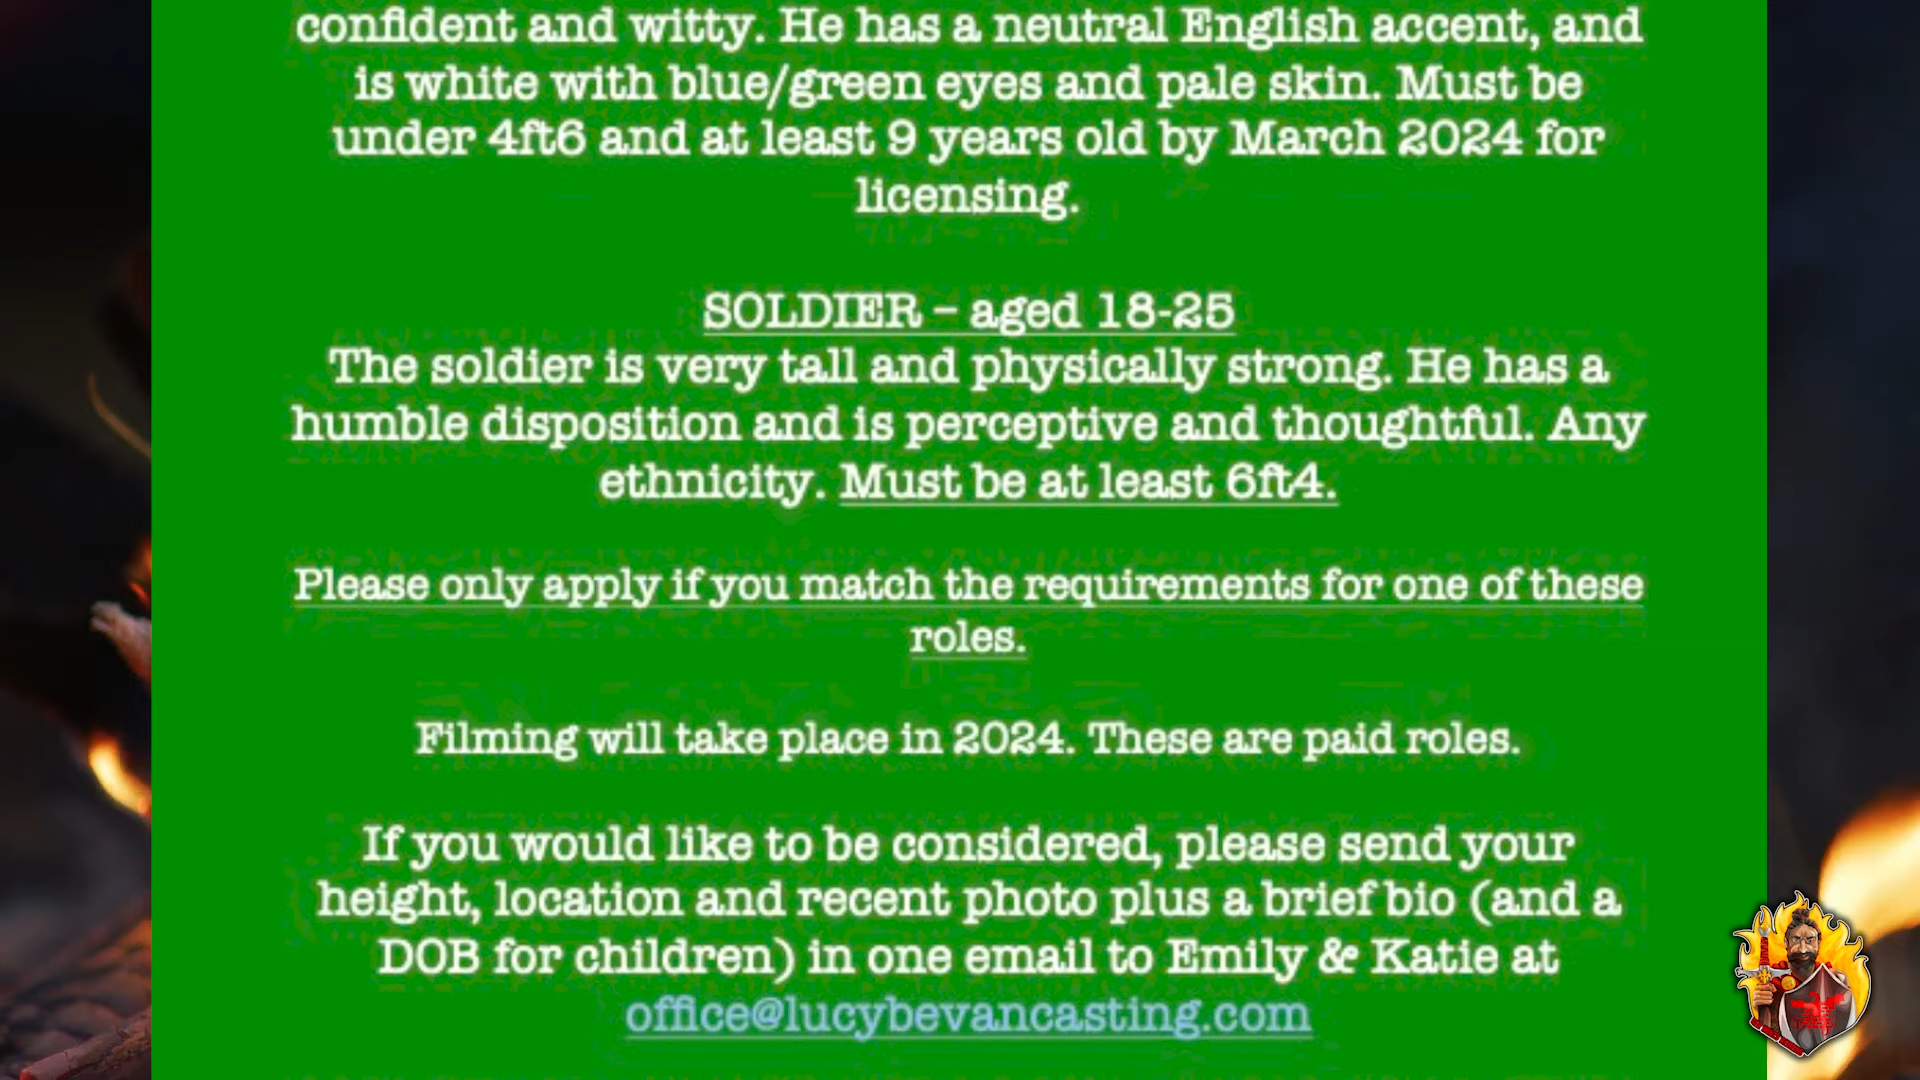 confident and witty. He has a neutral English accent, and
is white with blue/green eyes and pale skin. Must be
under 4ft6 and at least 9 years old by March 2024 for
licensing.
SOLDIER – aged 18-25
The soldier is very tall and physically strong. He has a
humble disposition and is perceptive and thoughtful. Any
ethnicity. Must be at least 6ft4.
Please only apply if you match the requirements for one of these
roles.
Filming will take place in 2024. These are paid roles.
If you would like to be considered, please send your
height, location and recent photo plus a brief bio (and a
DOB for children) in one email to Emily & Katie at
office@lucybevancasting.com